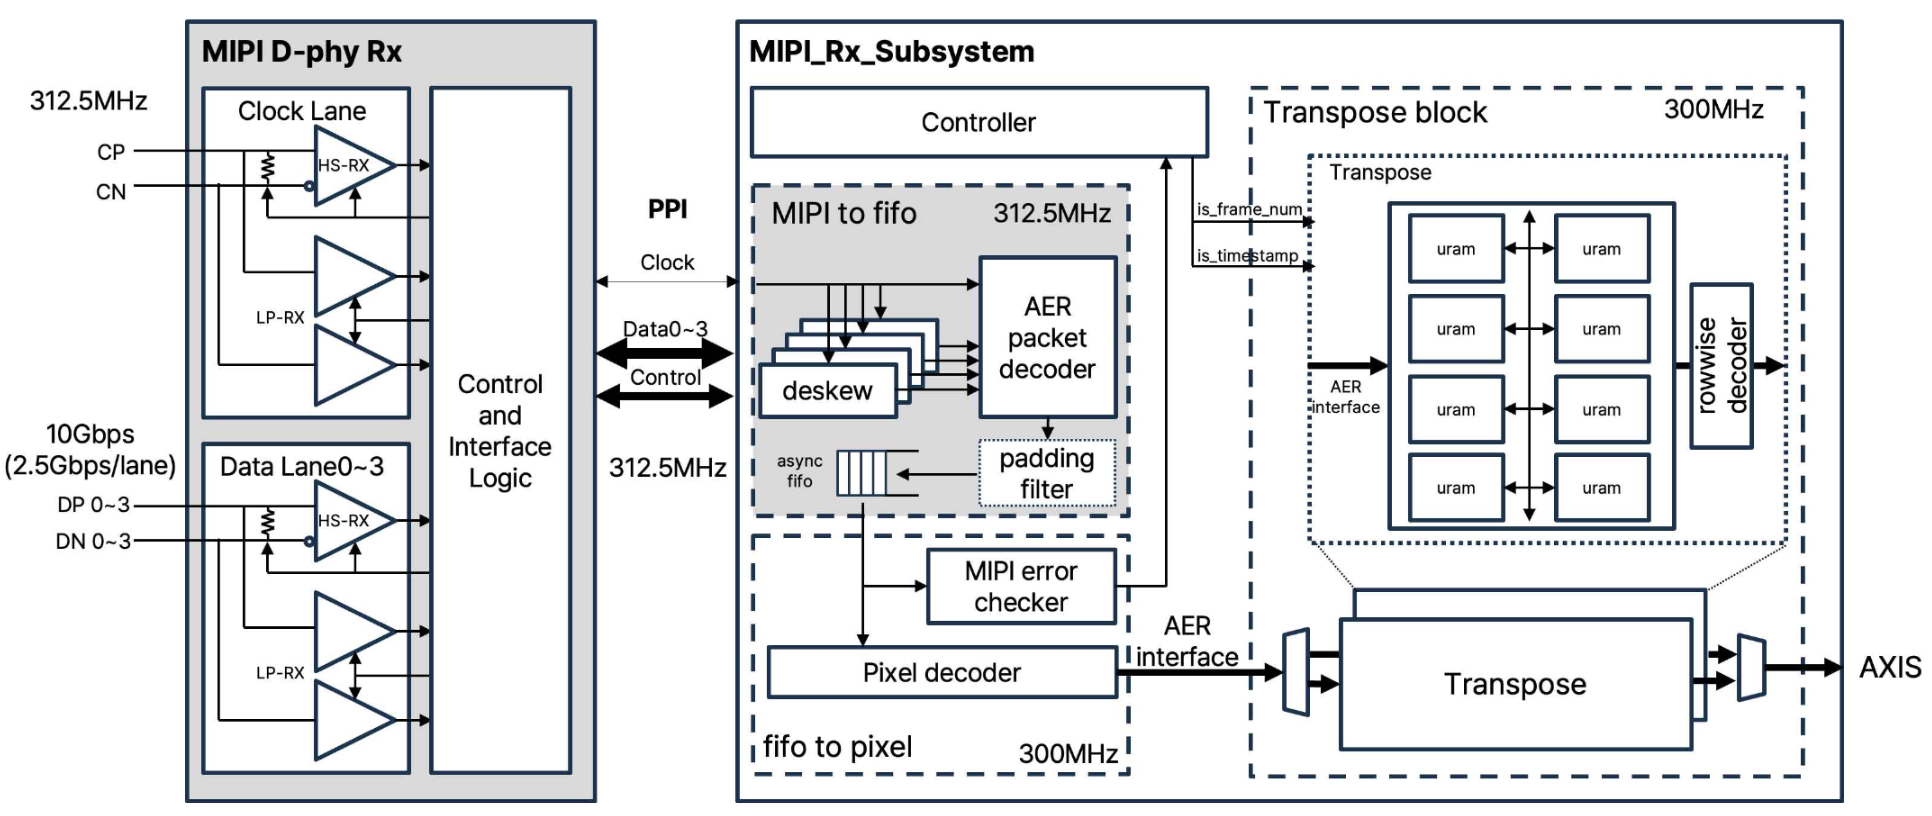 MIPI D-phy Rx
312.5MHz
Clock Lane
CP
CN
HS-RX
LP-RX
10Gbps
(2.5Gbps/lane)
Data Lane0~3
DP 0~3
DN 0~3
HS-RX
LP-RX
Control
and
Interface
Logic
PPI
Clock
Data0~3
Control
312.5MHz
MIPI_Rx_Subsystem
Controller
MIPI to fifo
312.5MHz
deskew
AER
packet
decoder
async
fifo
padding
filter
MIPI error
checker
Pixel decoder
fifo to pixel
300MHz
AER
interface
is_frame_num
is_timestamp
Transpose block
300MHz
Transpose
AER
interface
uram
uram
uram
uram
uram
uram
uram
uram
rowwise
decoder
Transpose
AXIS